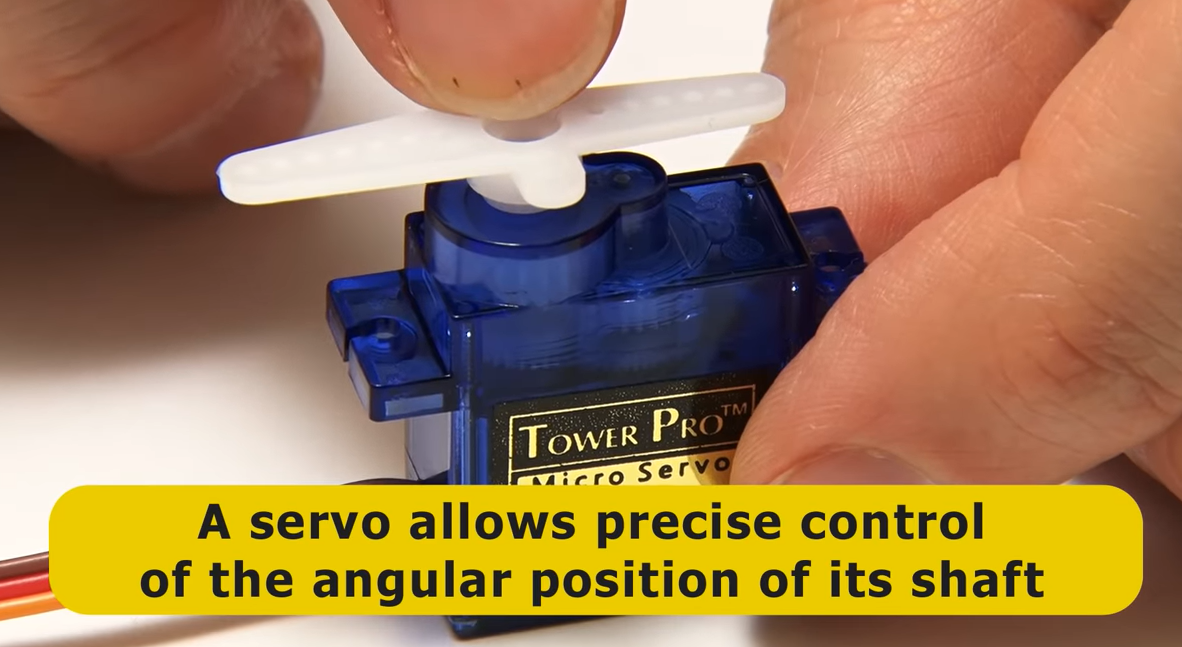 TOWER PRO™
Micro Servo
A servo allows precise control
of the angular position of its shaft